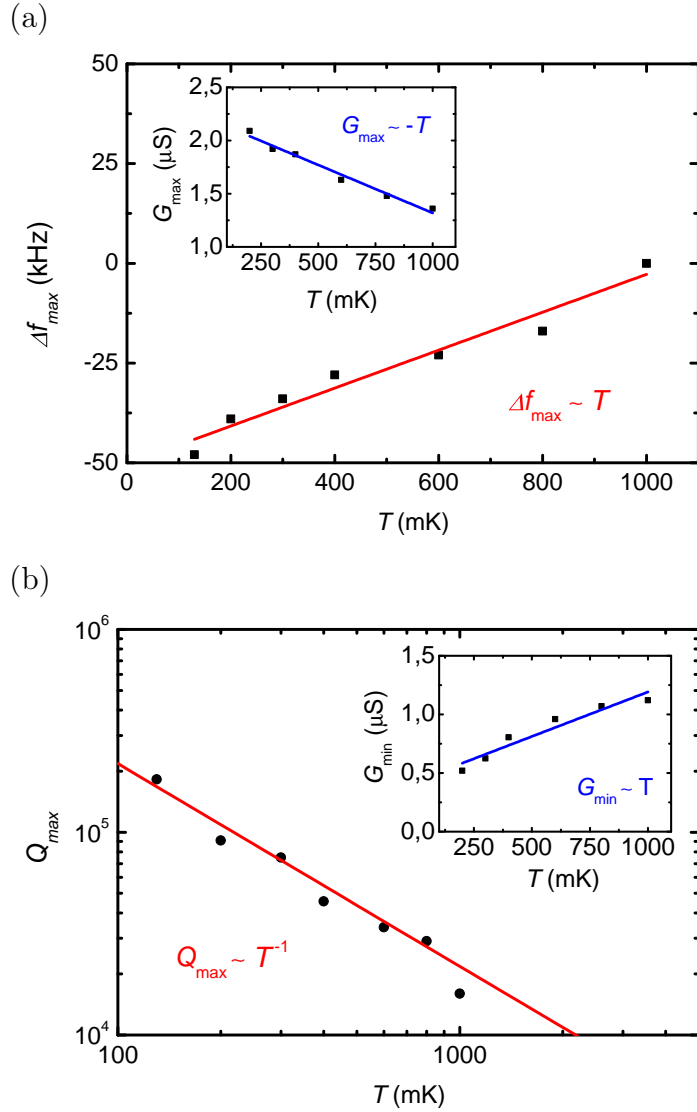 (a)
50
25
0
-25
-50
Δf_max (kHz)
0 200 400 600 800 1000
T (mK)
Δf_max ~ T
2,5
2,0
1,5
1,0
G_max (µS)
250 500 750 1000
T (mK)
G_max ~ -T
(b)
10^6
10^5
10^4
Q_max
100 1000
T (mK)
Q_max ~ T^-1
1,5
1,0
0,5
0,0
G_min (µS)
250 500 750 1000
T (mK)
G_min ~ T